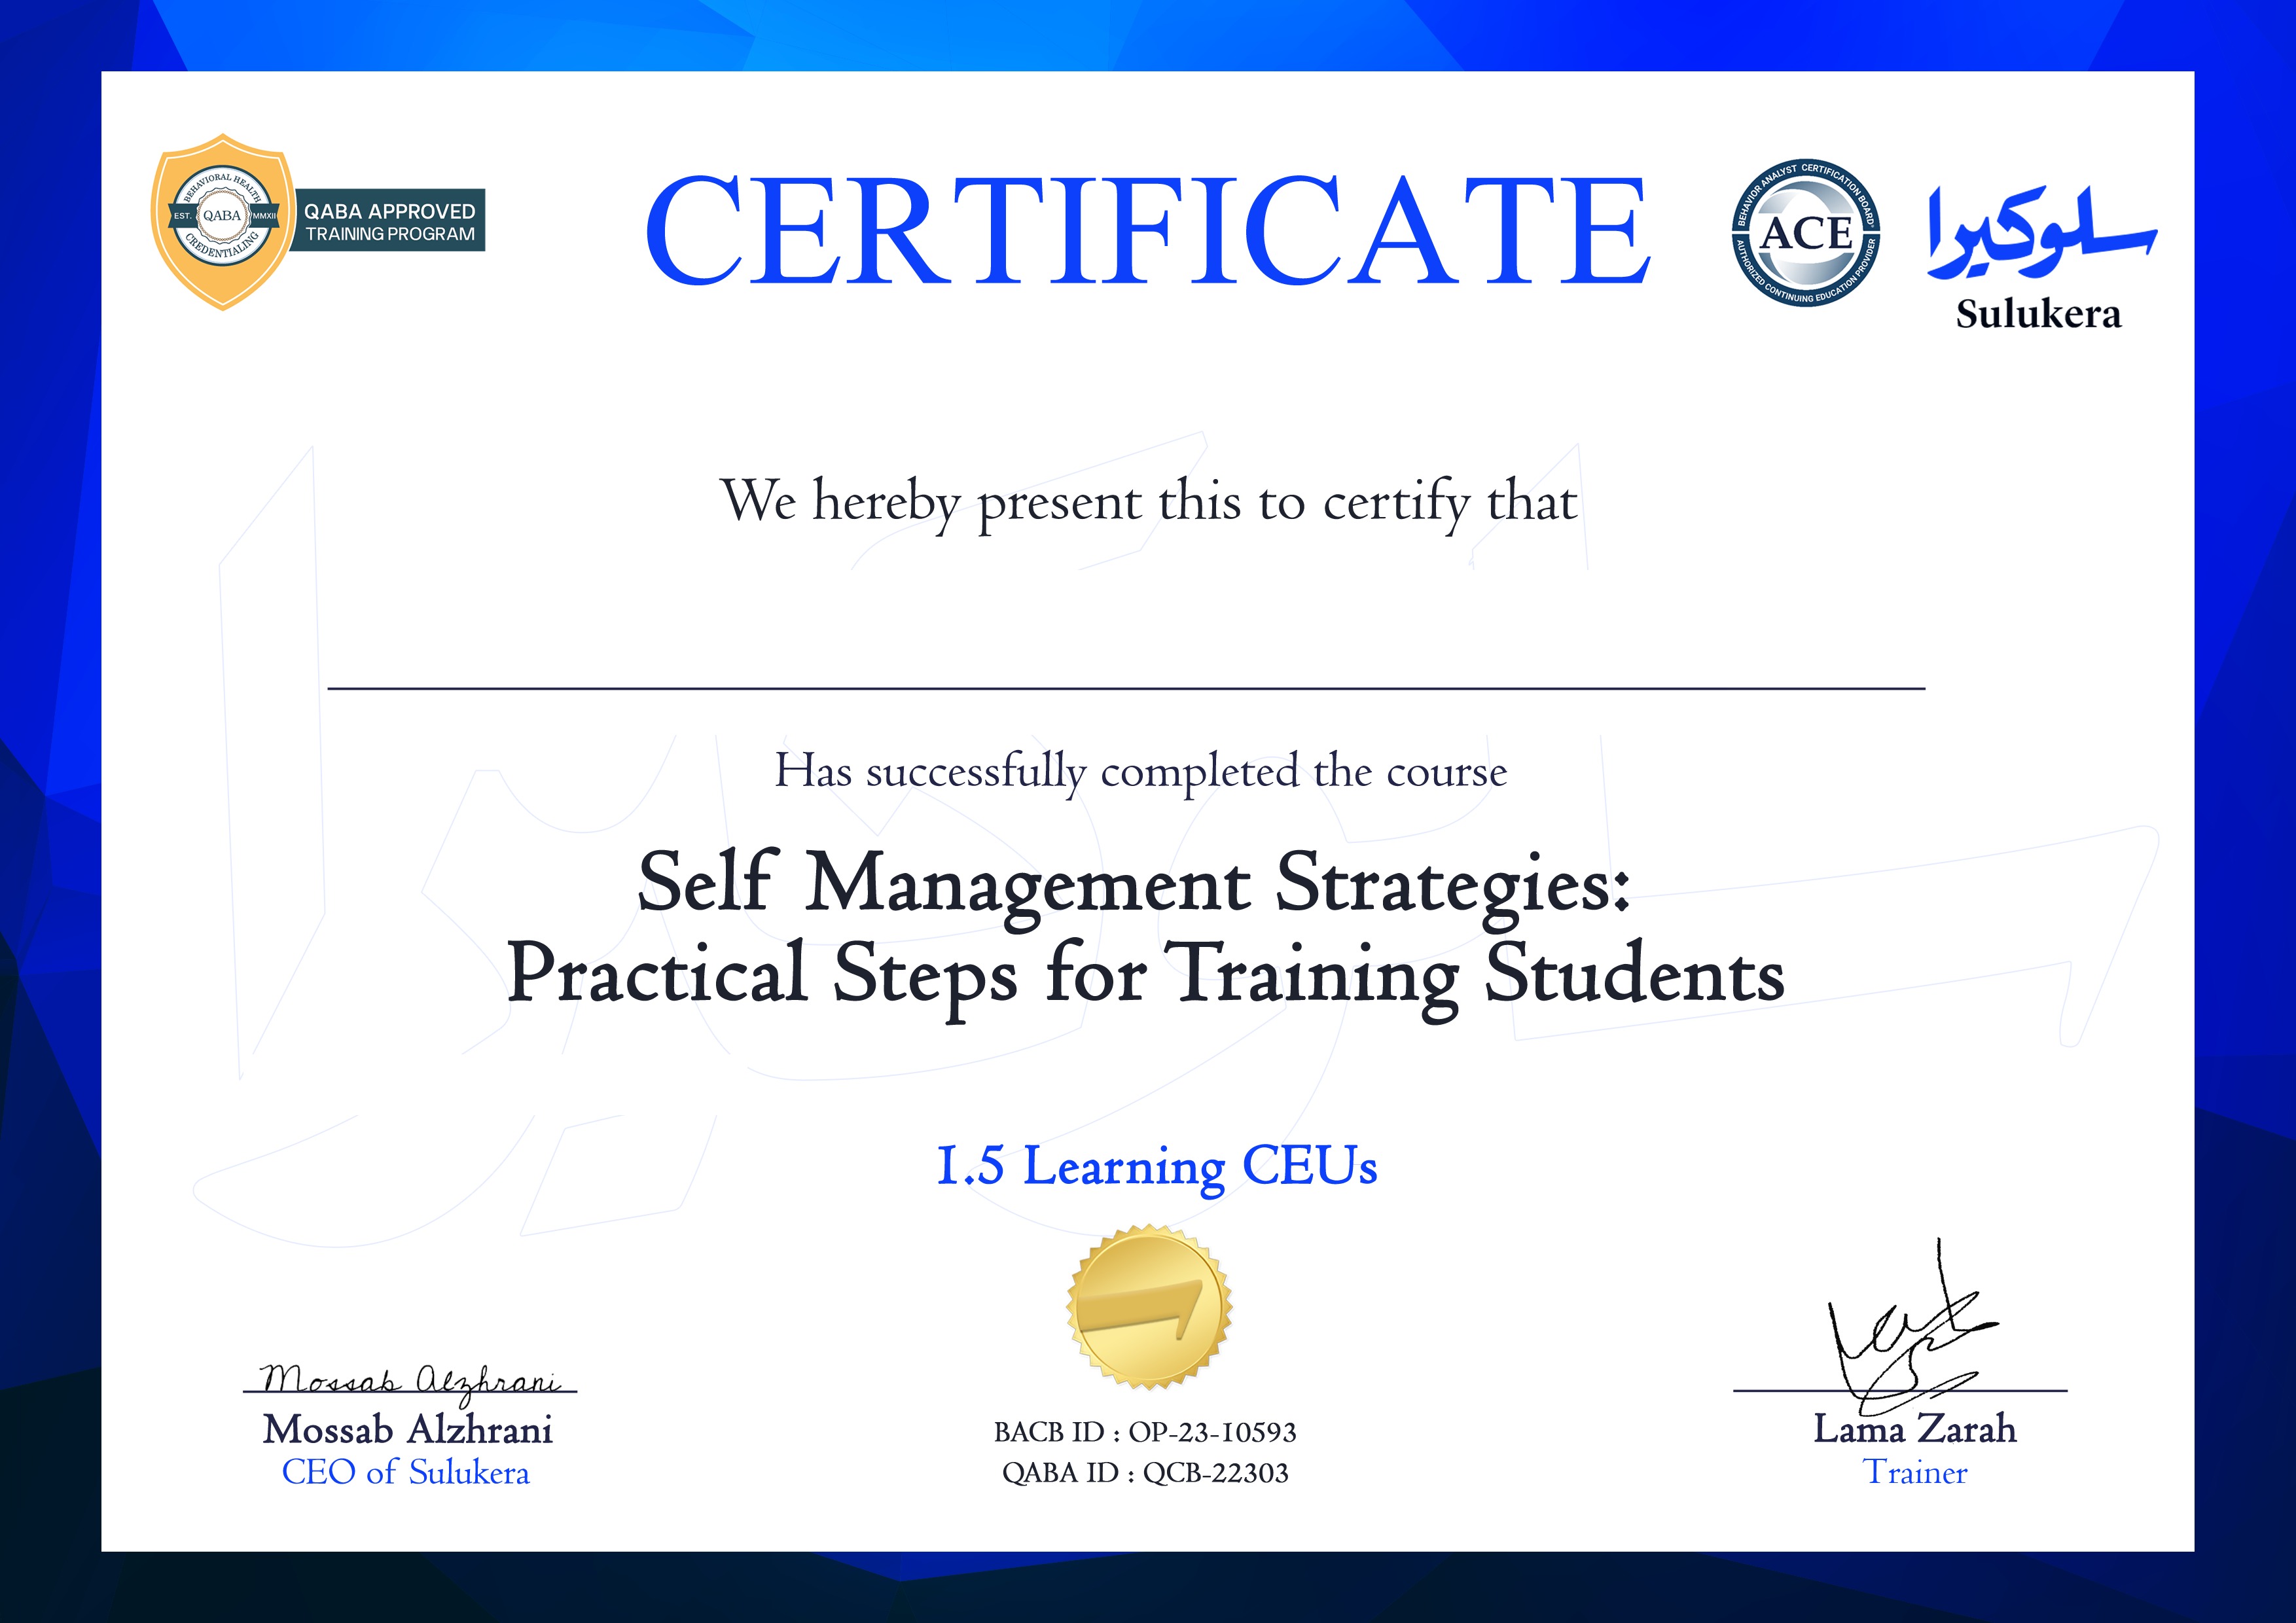 BEHAVIORAL HEALTH
EST. QABA MMXII
CREDENTIALING
QABA APPROVED
TRAINING PROGRAM
CERTIFICATE
BEHAVIOR ANALYST CERTIFICATION BOARD®
ACE
AUTHORIZED CONTINUING EDUCATION PROVIDER
سلوكيرا
Sulukera
We hereby present this to certify that
Has successfully completed the course
Self Management Strategies:
Practical Steps for Training Students
1.5 Learning CEUs
Mossab Alzhrani
Mossab Alzhrani
CEO of Sulukera
BACB ID : OP-23-10593
QABA ID : QCB-22303
Lama Zarah
Trainer